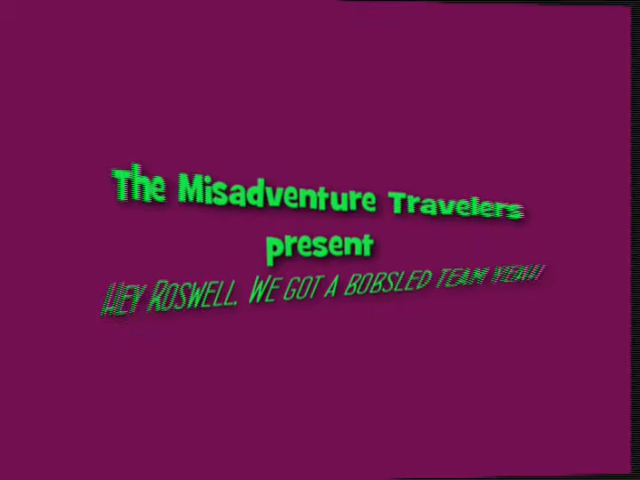 The Misadventure Travelers
present
Hey Roswell, We got a bobsled team yeah!